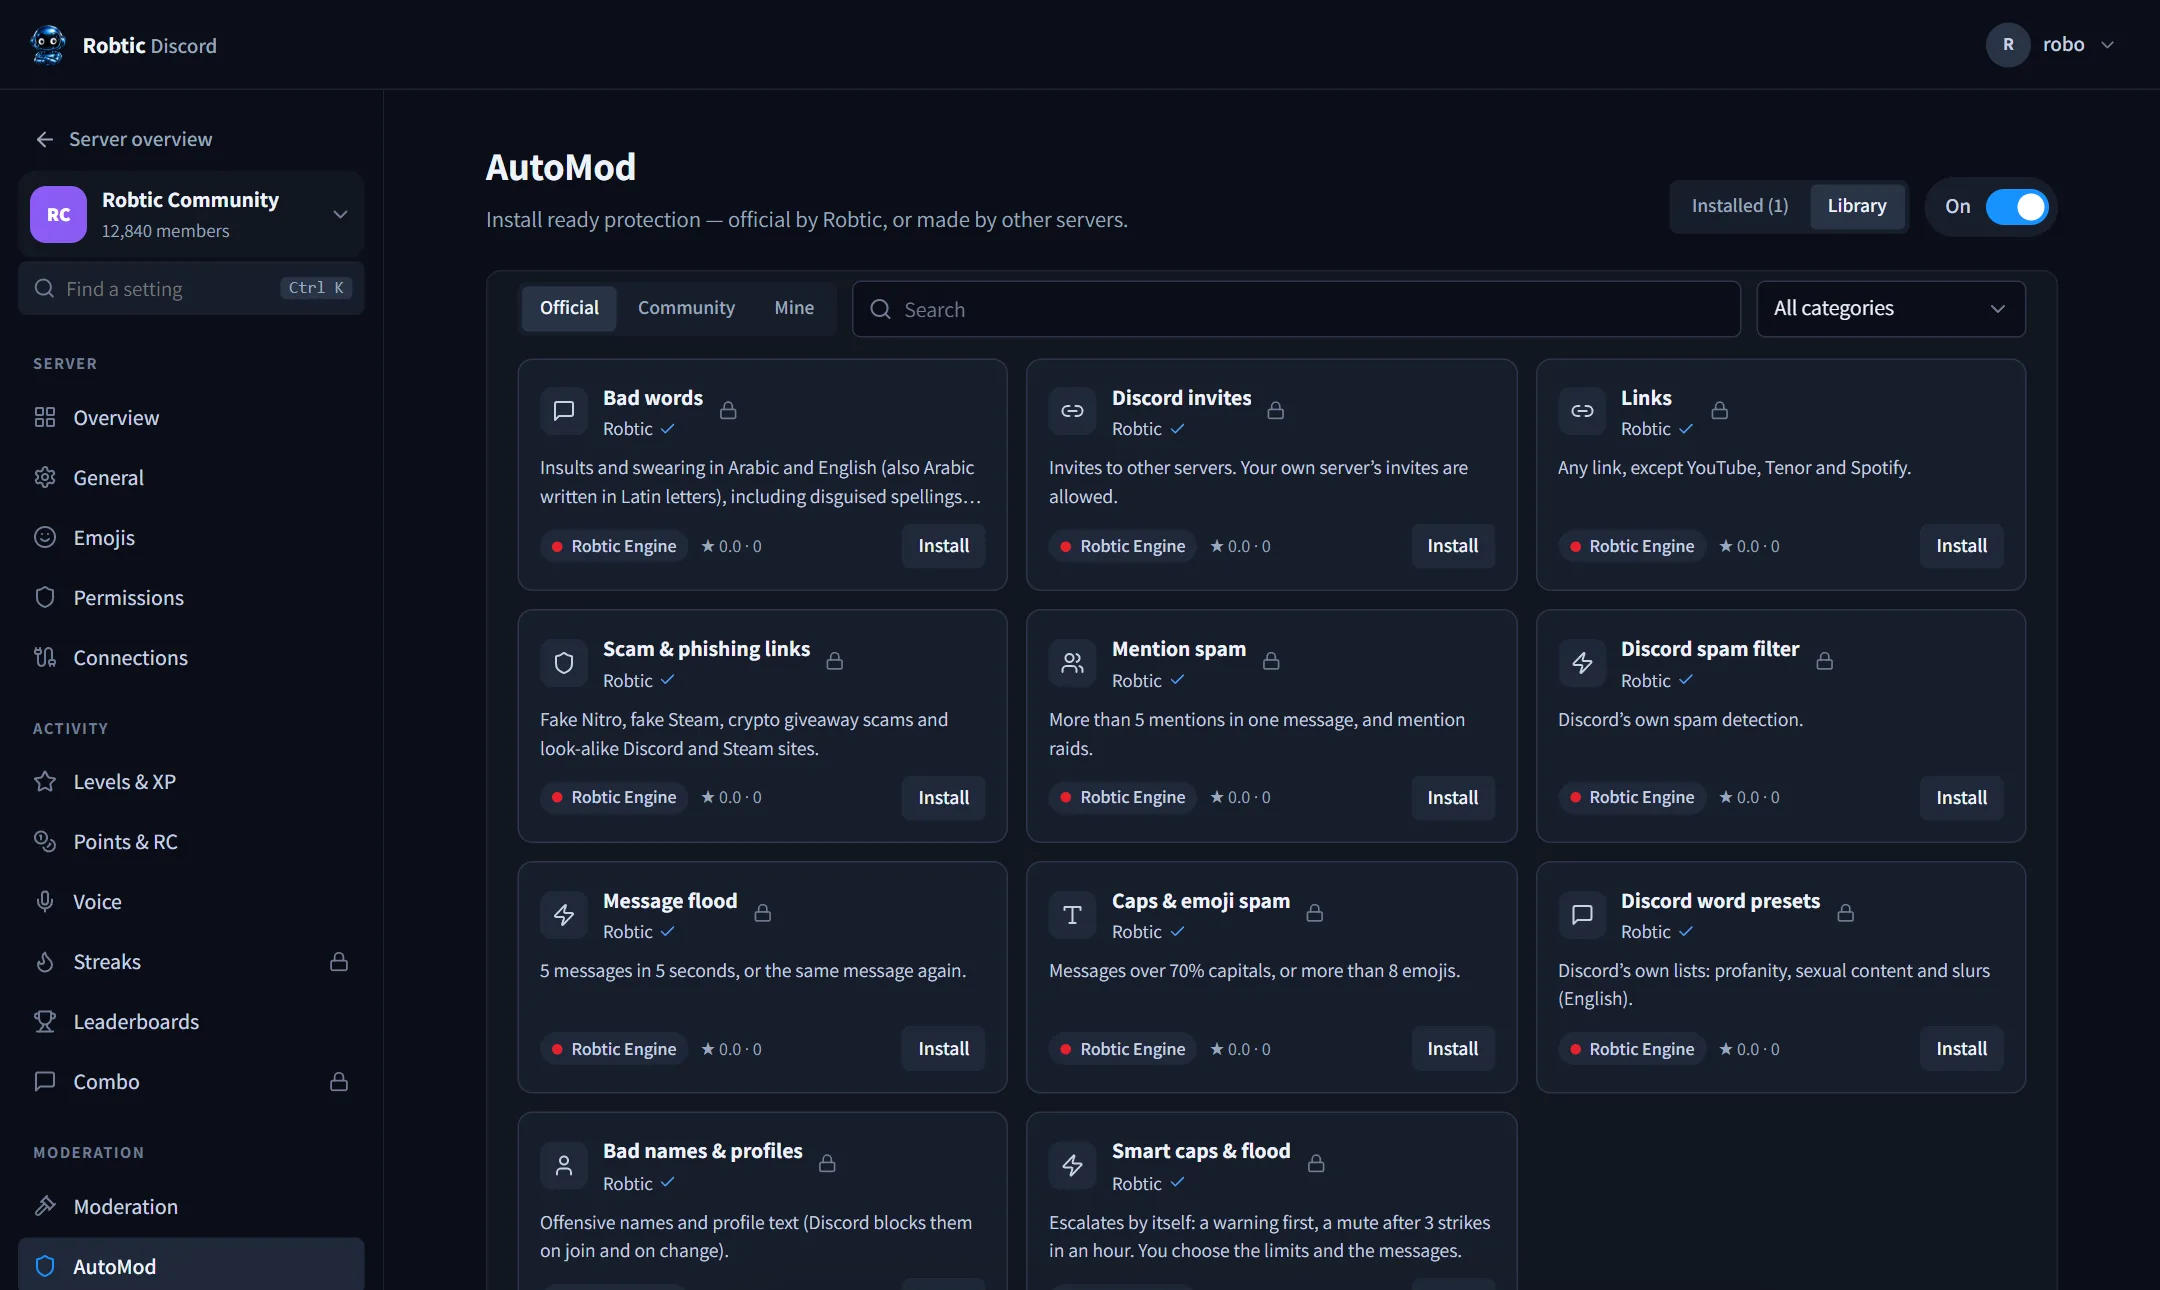 Robtic Discord
R robo
Server overview
RC Robtic Community
12,840 members
Find a setting Ctrl K
SERVER
Overview
General
Emojis
Permissions
Connections
ACTIVITY
Levels & XP
Points & RC
Voice
Streaks
Leaderboards
Combo
MODERATION
Moderation
AutoMod
AutoMod
Install ready protection — official by Robtic, or made by other servers.
Installed (1) Library On
Official Community Mine Search All categories
Bad words
Robtic
Insults and swearing in Arabic and English (also Arabic
written in Latin letters), including disguised spellings…
Robtic Engine ★ 0.0 · 0 Install
Discord invites
Robtic
Invites to other servers. Your own server’s invites are
allowed.
Robtic Engine ★ 0.0 · 0 Install
Links
Robtic
Any link, except YouTube, Tenor and Spotify.
Robtic Engine ★ 0.0 · 0 Install
Scam & phishing links
Robtic
Fake Nitro, fake Steam, crypto giveaway scams and
look-alike Discord and Steam sites.
Robtic Engine ★ 0.0 · 0 Install
Mention spam
Robtic
More than 5 mentions in one message, and mention
raids.
Robtic Engine ★ 0.0 · 0 Install
Discord spam filter
Robtic
Discord’s own spam detection.
Robtic Engine ★ 0.0 · 0 Install
Message flood
Robtic
5 messages in 5 seconds, or the same message again.
Robtic Engine ★ 0.0 · 0 Install
Caps & emoji spam
Robtic
Messages over 70% capitals, or more than 8 emojis.
Robtic Engine ★ 0.0 · 0 Install
Discord word presets
Robtic
Discord’s own lists: profanity, sexual content and slurs
(English).
Robtic Engine ★ 0.0 · 0 Install
Bad names & profiles
Robtic
Offensive names and profile text (Discord blocks them
on join and on change).
Smart caps & flood
Robtic
Escalates by itself: a warning first, a mute after 3 strikes
in an hour. You choose the limits and the messages.